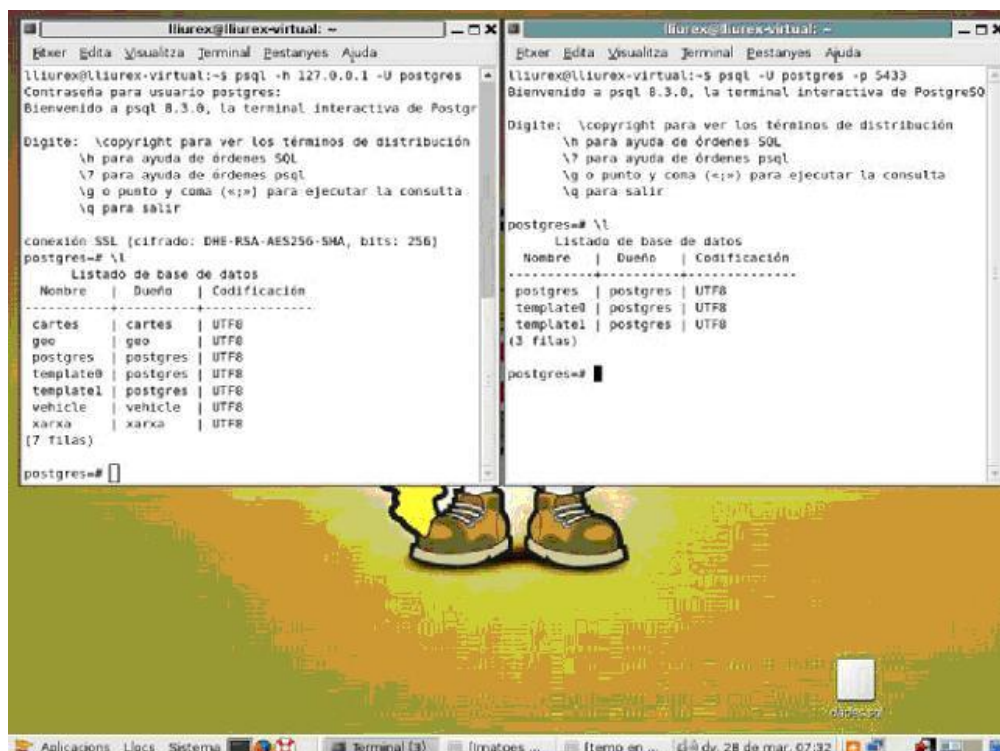 lliurex@lliurex-virtual: ~
Fitxer Edita Visualitza Terminal Pestanyes Ajuda
lliurex@lliurex-virtual:~$ psql -h 127.0.0.1 -U postgres
Contraseña para usuario postgres:
Bienvenido a psql 8.3.0, la terminal interactiva de Postgr
Digite: \copyright para ver los términos de distribución
\h para ayuda de órdenes SQL
\? para ayuda de órdenes psql
\g o punto y coma («;») para ejecutar la consulta
\q para salir
conexión SSL (cifrado: DHE-RSA-AES256-SHA, bits: 256)
postgres=# \l
Listado de base de datos
Nombre | Dueño | Codificación
-----------+----------+--------------
cartes | cartes | UTF8
geo | geo | UTF8
postgres | postgres | UTF8
template0 | postgres | UTF8
template1 | postgres | UTF8
vehicle | vehicle | UTF8
xarxa | xarxa | UTF8
(7 filas)
postgres=#
lliurex@lliurex-virtual: ~
Fitxer Edita Visualitza Terminal Pestanyes Ajuda
lliurex@lliurex-virtual:~$ psql -U postgres -p 5433
Bienvenido a psql 8.3.0, la terminal interactiva de PostgreSQ
Digite: \copyright para ver los términos de distribución
\h para ayuda de órdenes SQL
\? para ayuda de órdenes psql
\g o punto y coma («;») para ejecutar la consulta
\q para salir
postgres=# \l
Listado de base de datos
Nombre | Dueño | Codificación
-----------+----------+--------------
postgres | postgres | UTF8
template0 | postgres | UTF8
template1 | postgres | UTF8
(3 filas)
postgres=#
Aplicacions Llocs Sistema Terminal (3) [Imatges ... [temp en ... dv, 28 de mar, 07:32